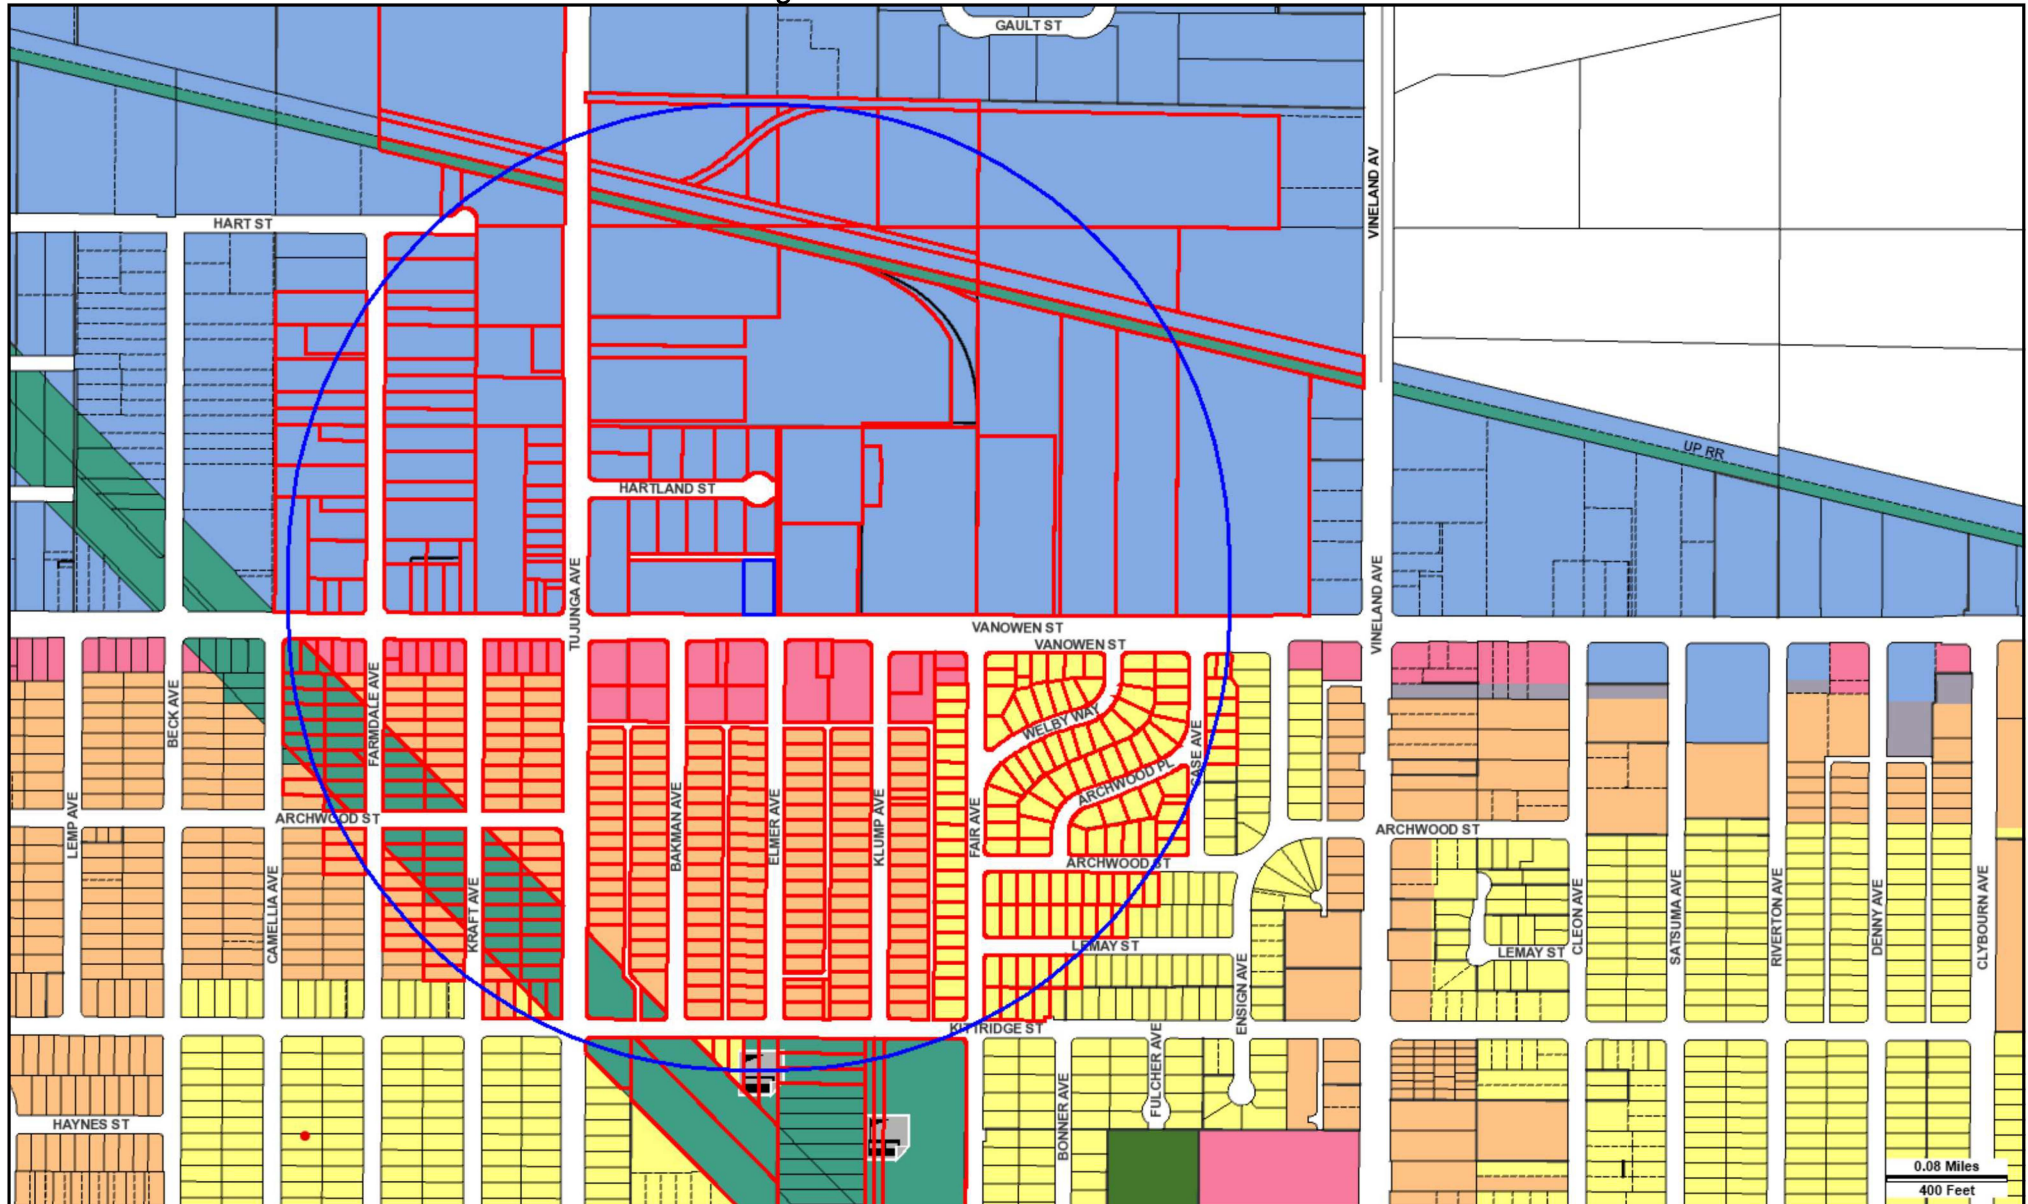 GAULT ST
VINELAND AV
HART ST
UP RR
HARTLAND ST
TUJUNGA AVE
VINELAND AVE
VANOWEN ST
VANOWEN ST
BECK AVE
FARMDALE AVE
WELBY WAY
CASE AVE
ARCHWOOD PL
LEMP AVE
ARCHWOOD ST
BAKMAN AVE
ELMER AVE
KLUMP AVE
FAIR AVE
ARCHWOOD ST
ARCHWOOD ST
CAMELLIA AVE
KRAFT AVE
LEMAY ST
LEMAY ST
CLEON AVE
SATSUMA AVE
RIVERTON AVE
DENNY AVE
CLYBOURN AVE
ENSIGN AVE
KITTRIDGE ST
BONNER AVE
FULCHER AVE
HAYNES ST
0.08 Miles
400 Feet